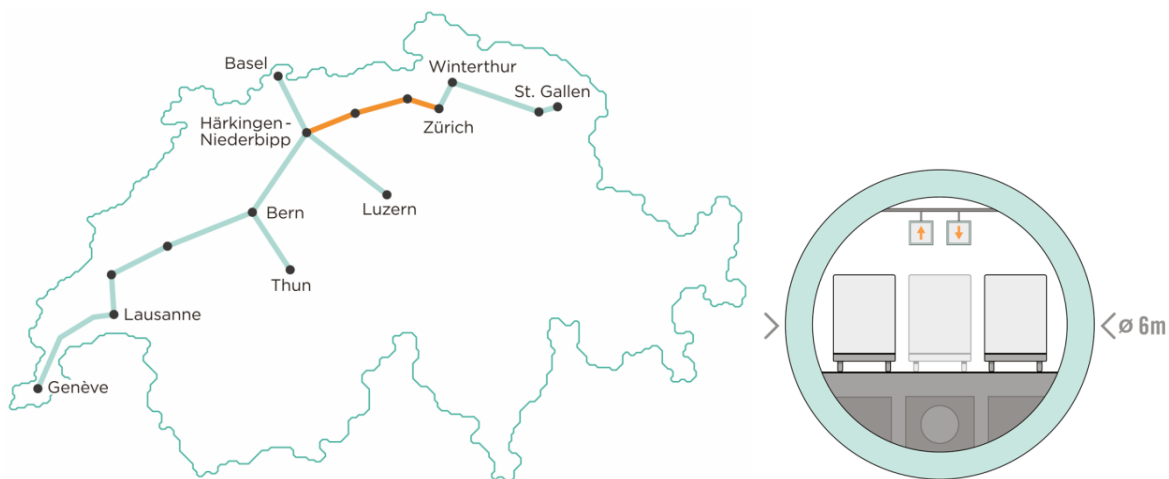 Basel
Winterthur
St. Gallen
Härkingen-
Niederbipp
Zürich
Bern
Luzern
Thun
Lausanne
Genève
ø 6m